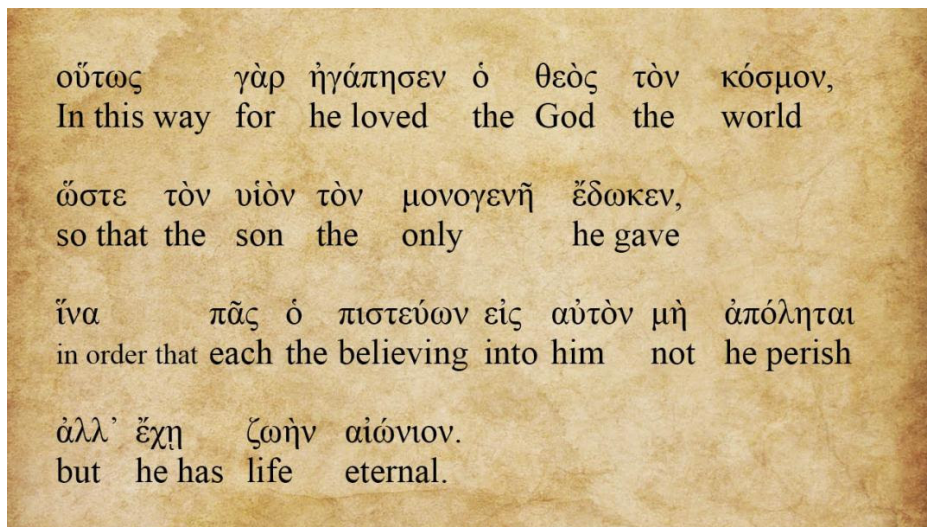 οὕτως γὰρ ἠγάπησεν ὁ θεὸς τὸν κόσμον,
In this way for he loved the God the world
ὥστε τὸν υἱὸν τὸν μονογενῆ ἔδωκεν,
so that the son the only he gave
ἵνα πᾶς ὁ πιστεύων εἰς αὐτὸν μὴ ἀπόληται
in order that each the believing into him not he perish
ἀλλ᾽ ἔχῃ ζωὴν αἰώνιον.
but he has life eternal.